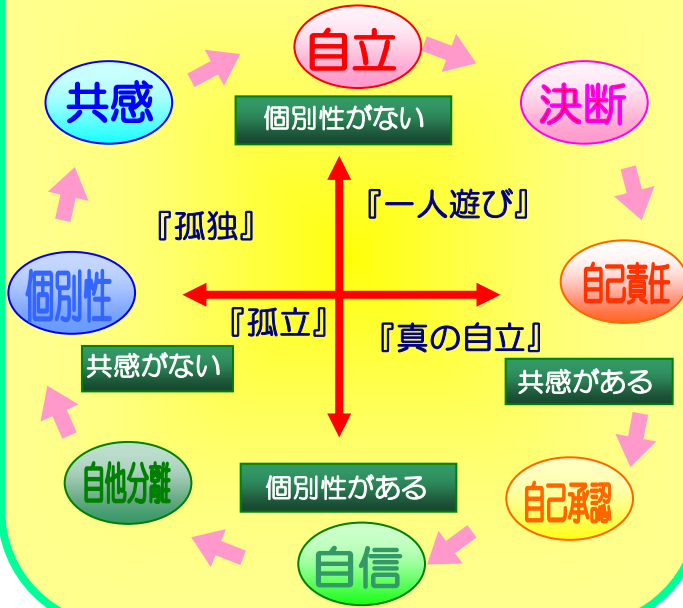 自立
共感
決断
個別性がない
『孤独』
『一人遊び』
個別性
自己責任
『孤立』
『真の自立』
共感がない
共感がある
自他分離
個別性がある
自己承認
自信